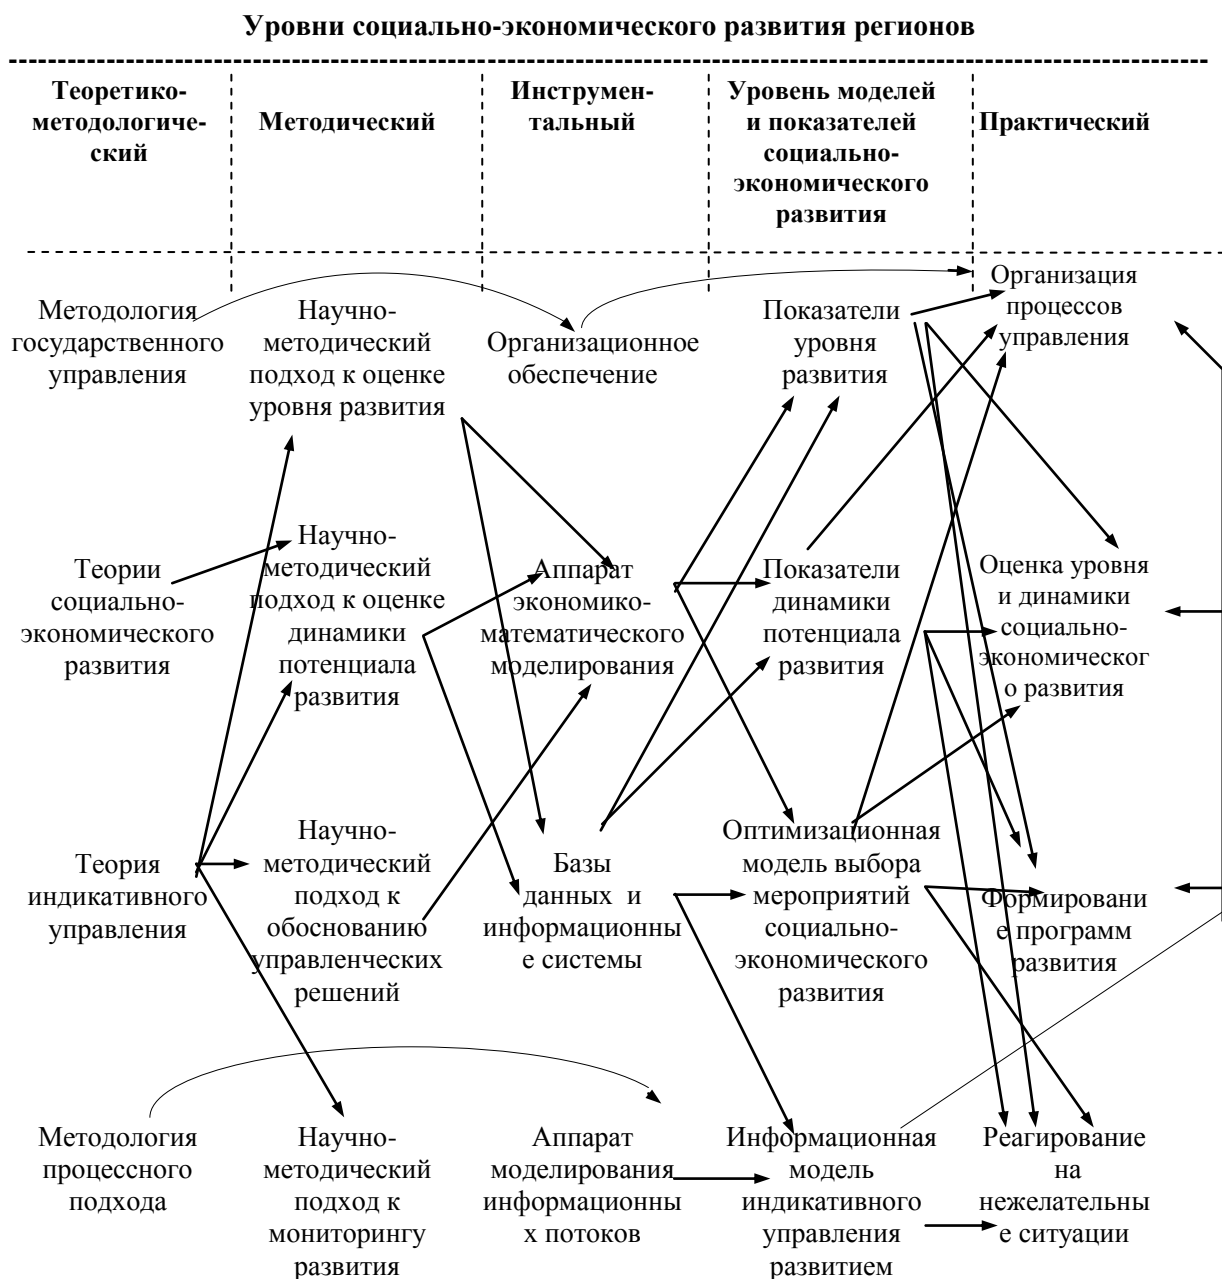 Уровни социально-экономического развития регионов
Теоретико-
методологиче-
ский
Методический
Инструмен-
тальный
Уровень моделей
и показателей
социально-
экономического
развития
Практический
Методология
государственного
управления
Научно-
методический
подход к оценке
уровня развития
Организационное
обеспечение
Показатели
уровня
развития
Организация
процессов
управления
Теории
социально-
экономического
развития
Научно-
методический
подход к оценке
динамики
потенциала
развития
Аппарат
экономико-
математического
моделирования
Показатели
динамики
потенциала
развития
Оценка уровня
и динамики
социально-
экономическог
о развития
Теория
индикативного
управления
Научно-
методический
подход к
обоснованию
управленческих
решений
Базы
данных и
информационны
е системы
Оптимизационная
модель выбора
мероприятий
социально-
экономического
развития
Формировани
е программ
развития
Методология
процессного
подхода
Научно-
методический
подход к
мониторингу
развития
Аппарат
моделирования
информационны
х потоков
Информационная
модель
индикативного
управления
развитием
Реагирование
на
нежелательны
е ситуации